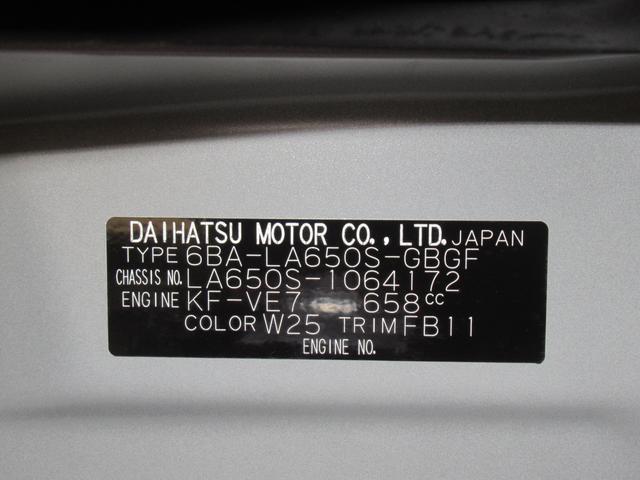 DAIHATSU MOTOR CO., LTD. JAPAN
TYPE 6BA-LA650S-GBGF
CHASSIS NO. LA650S-1064172
ENGINE KF-VE7 658cc
COLOR W25 TRIM FB11
ENGINE NO.